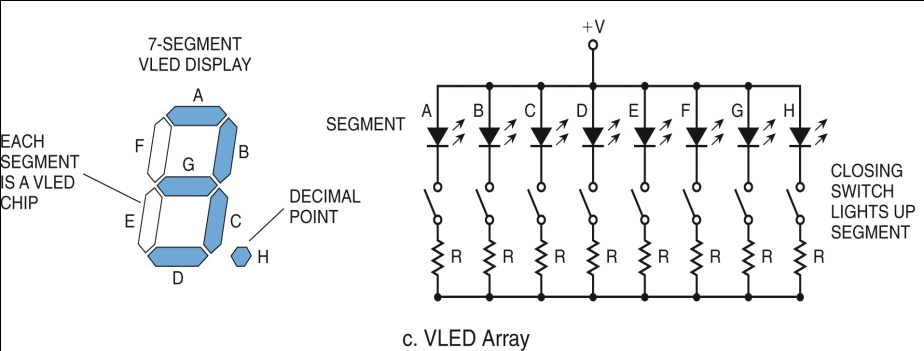 7-SEGMENT
VLED DISPLAY
A
F
B
G
EACH
SEGMENT
IS A VLED
CHIP
E
C
DECIMAL
POINT
H
D
+V
SEGMENT
A B C D E F G H
CLOSING
SWITCH
LIGHTS UP
SEGMENT
R R R R R R R R
c. VLED Array